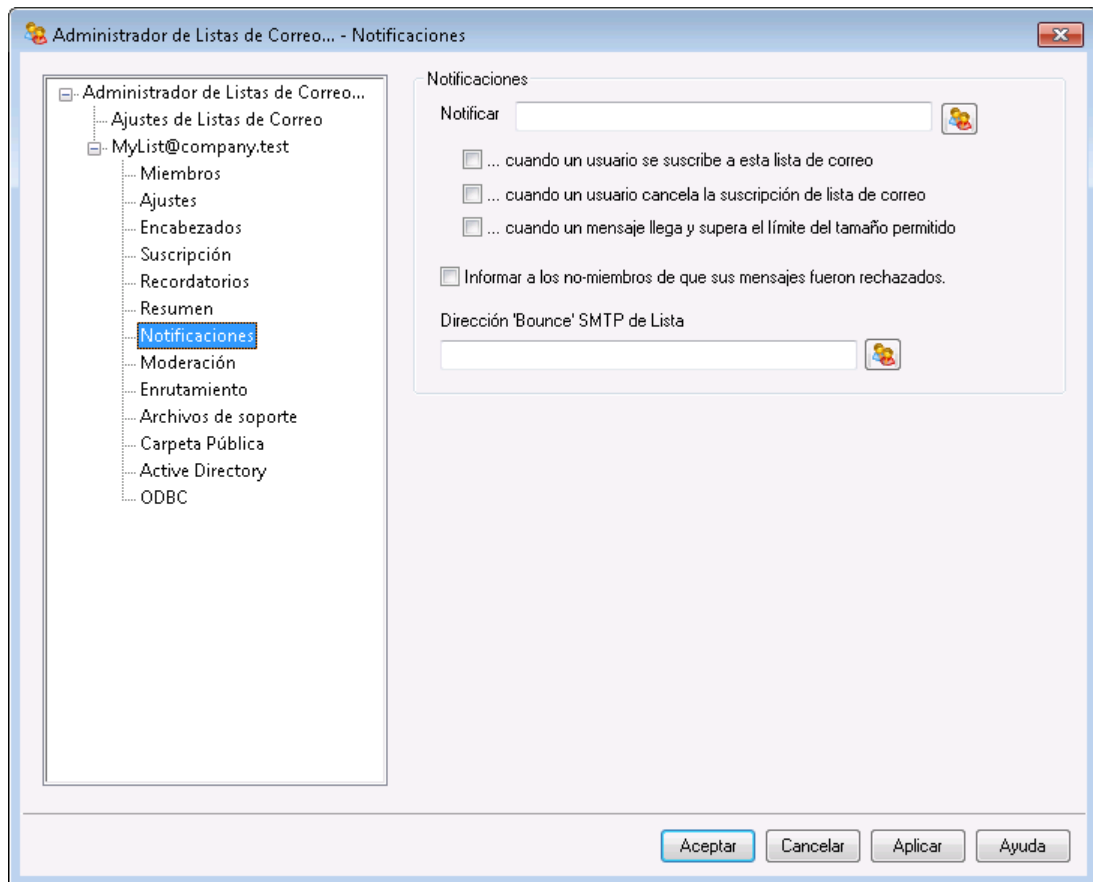 Administrador de Listas de Correo... - Notificaciones
Administrador de Listas de Correo...
Ajustes de Listas de Correo
MyList@company.test
Miembros
Ajustes
Encabezados
Suscripción
Recordatorios
Resumen
Notificaciones
Moderación
Enrutamiento
Archivos de soporte
Carpeta Pública
Active Directory
ODBC
Notificaciones
Notificar
... cuando un usuario se suscribe a esta lista de correo
... cuando un usuario cancela la suscripción de lista de correo
... cuando un mensaje llega y supera el límite del tamaño permitido
Informar a los no-miembros de que sus mensajes fueron rechazados.
Dirección 'Bounce' SMTP de Lista
Aceptar
Cancelar
Aplicar
Ayuda